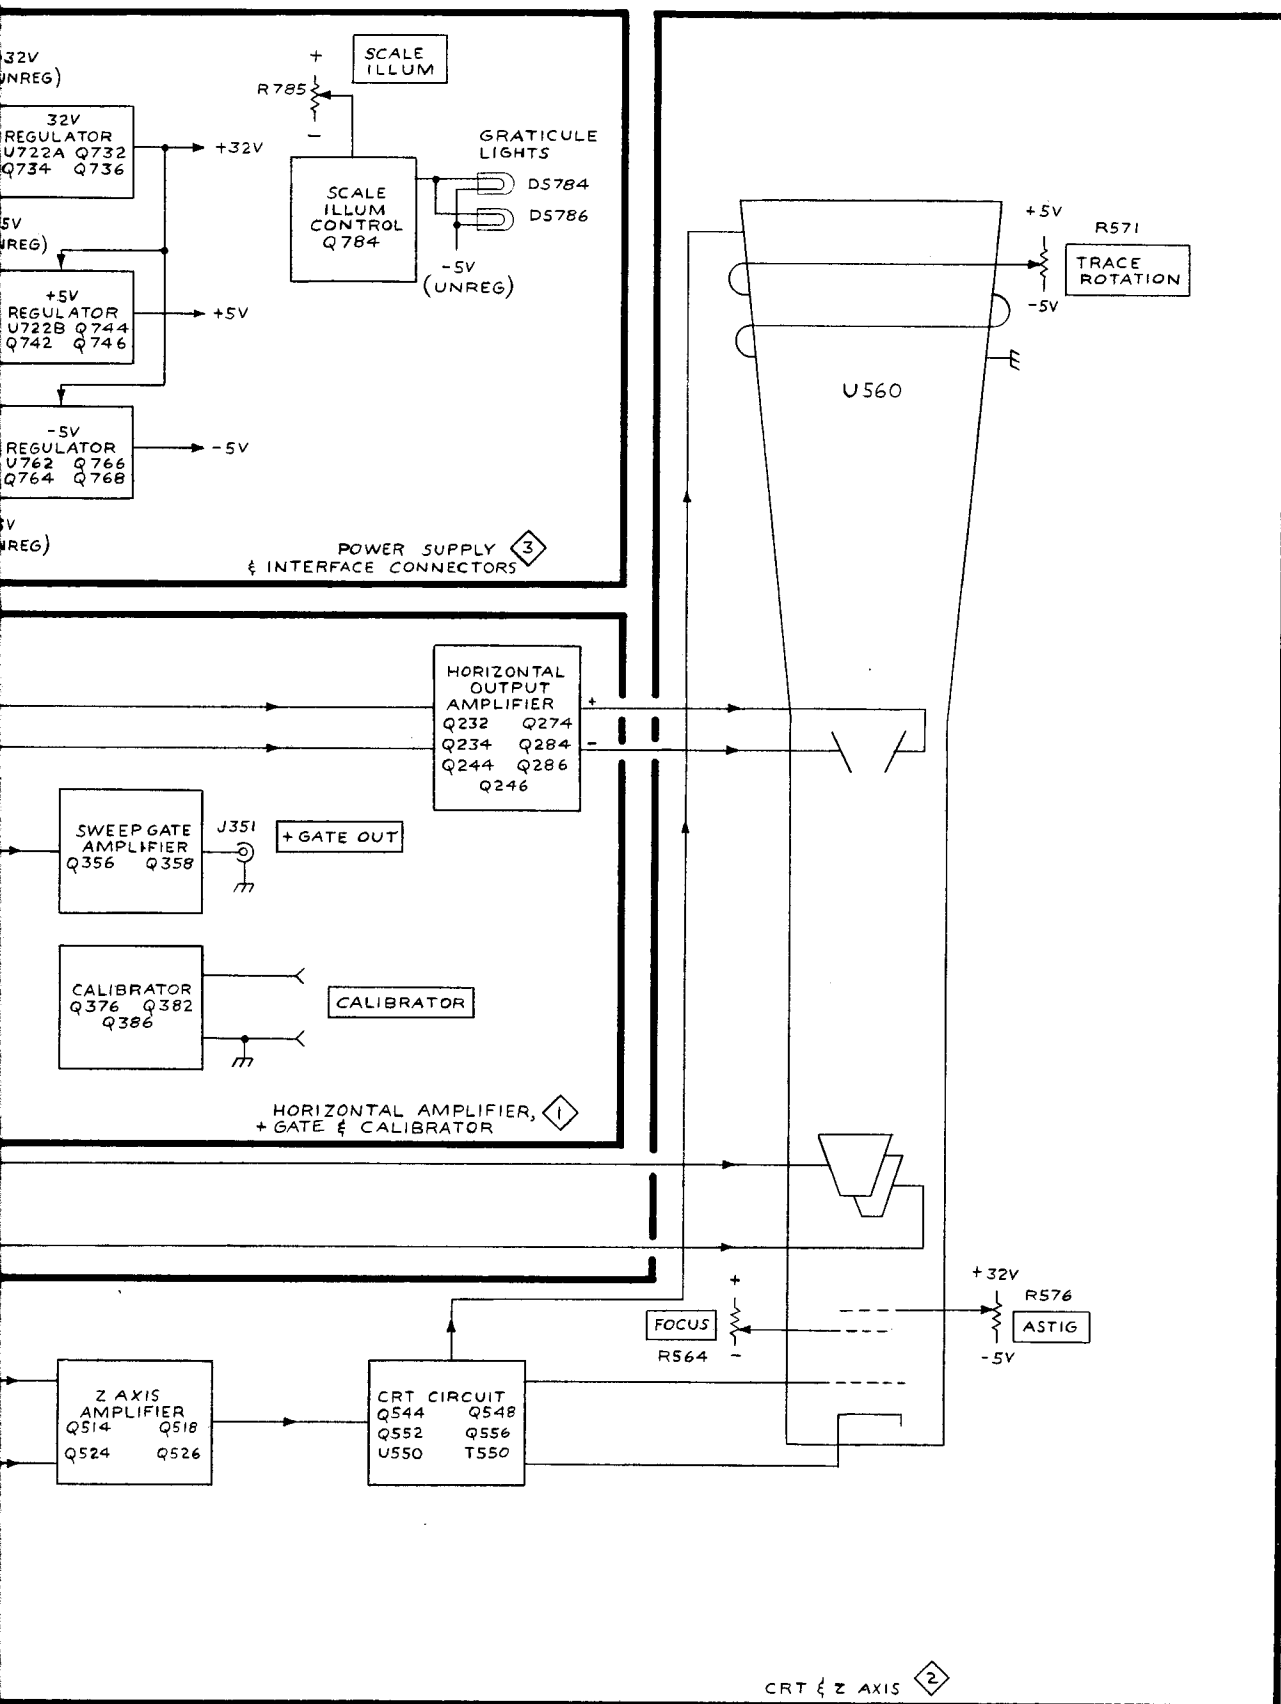 32V
UNREG)
32V
REGULATOR
U722A Q732
Q734 Q736
+32V
5V
REG)
+5V
REGULATOR
U722B Q744
Q742 Q746
+5V
-5V
REGULATOR
U762 Q766
Q764 Q768
-5V
V
REG)
+
R785
-
SCALE
ILLUM
SCALE
ILLUM
CONTROL
Q784
GRATICULE
LIGHTS
DS784
DS786
-5V
(UNREG)
POWER SUPPLY
& INTERFACE CONNECTORS
3
HORIZONTAL
OUTPUT
AMPLIFIER
Q232 Q274
Q234 Q284
Q244 Q286
Q246
+
-
SWEEP GATE
AMPLIFIER
Q356 Q358
J351
+ GATE OUT
CALIBRATOR
Q376 Q382
Q386
CALIBRATOR
HORIZONTAL AMPLIFIER,
+ GATE & CALIBRATOR
1
+5V
R571
TRACE
ROTATION
-5V
U560
+
FOCUS
R564 -
+32V
R576
ASTIG
-5V
Z AXIS
AMPLIFIER
Q514 Q518
Q524 Q526
CRT CIRCUIT
Q544 Q548
Q552 Q556
U550 T550
CRT & Z AXIS
2